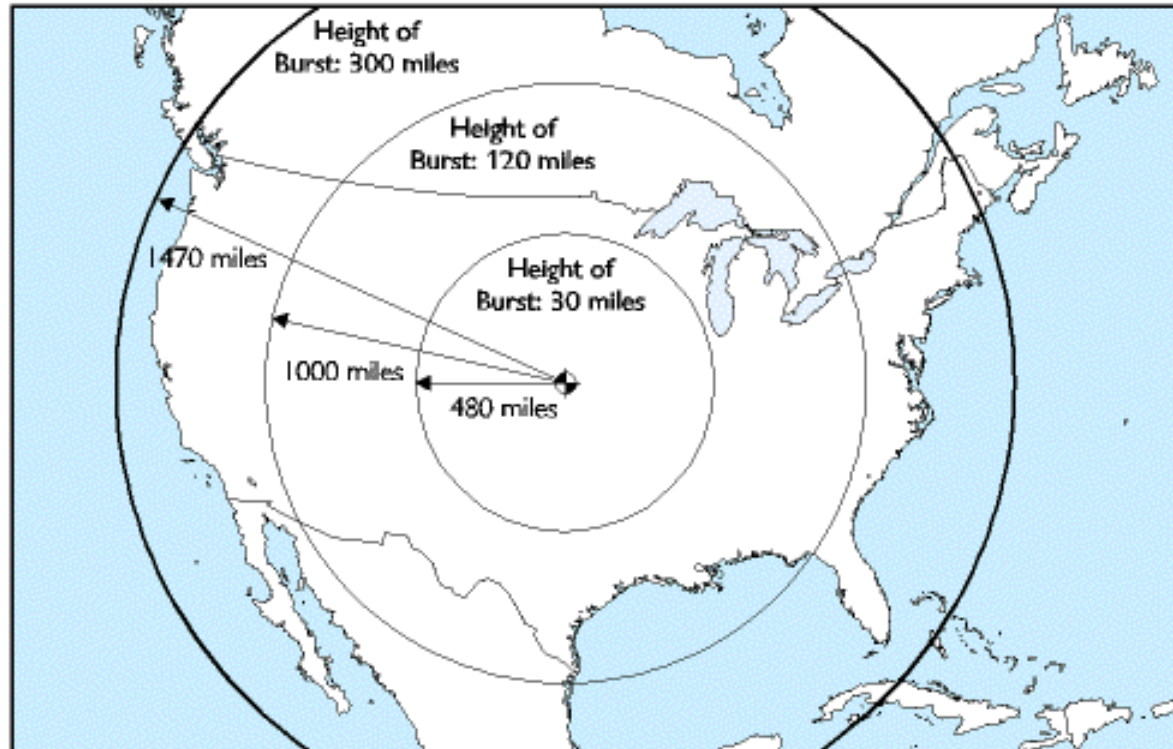 Height of
Burst: 300 miles
Height of
Burst: 120 miles
1470 miles
Height of
Burst: 30 miles
1000 miles
480 miles